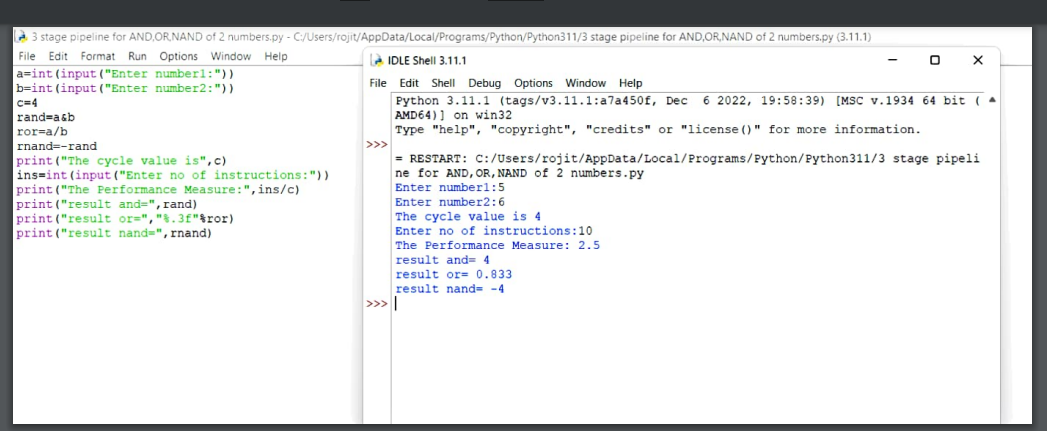 3 stage pipeline for AND,OR,NAND of 2 numbers.py - C:/Users/rojit/AppData/Local/Programs/Python/Python311/3 stage pipeline for AND,OR,NAND of 2 numbers,py (3.11.1)
File Edit Format Run Options Window Help
a=int(input("Enter number1:"))
b=int(input("Enter number2:"))
c=4
rand=a&b
ror=a/b
rnand=-rand
print("The cycle value is",c)
ins=int(input("Enter no of instructions:"))
print("The Performance Measure:",ins/c)
print("result and=",rand)
print("result or=","%.3f"%ror)
print("result nand=",rnand)
IDLE Shell 3.11.1
File Edit Shell Debug Options Window Help
Python 3.11.1 (tags/v3.11.1:a7a450f, Dec 6 2022, 19:58:39) [MSC v.1934 64 bit (
AMD64)] on win32
Type "help", "copyright", "credits" or "license()" for more information.
>>>
= RESTART: C:/Users/rojit/AppData/Local/Programs/Python/Python311/3 stage pipeli
ne for AND,OR,NAND of 2 numbers.py
Enter number1:5
Enter number2:6
The cycle value is 4
Enter no of instructions:10
The Performance Measure: 2.5
result and= 4
result or= 0.833
result nand= -4
>>>